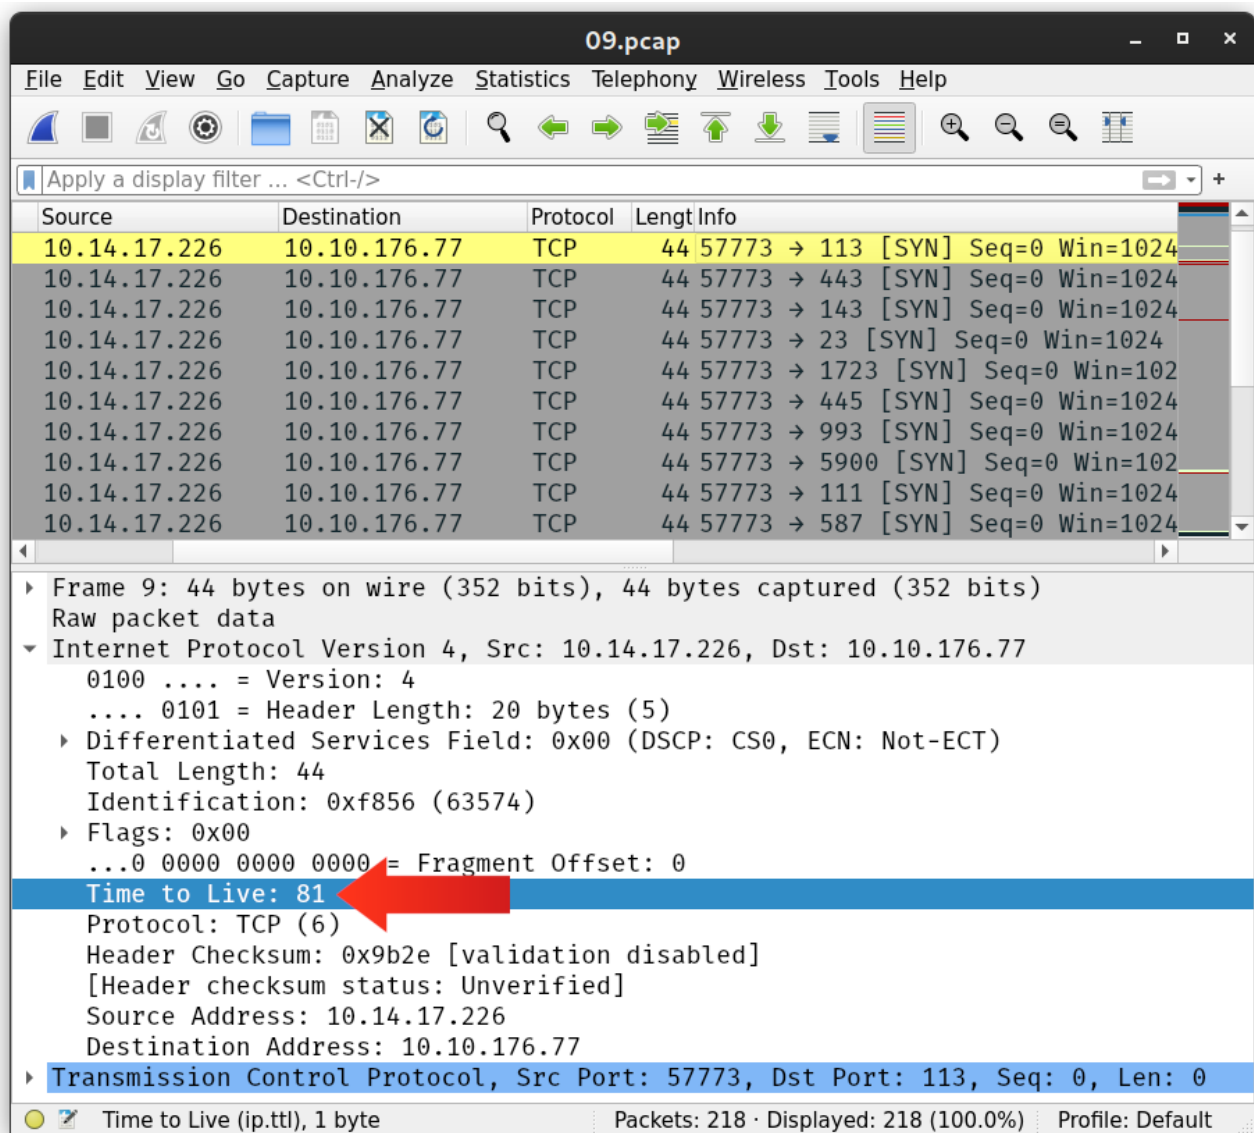 09.pcap
File Edit View Go Capture Analyze Statistics Telephony Wireless Tools Help
Apply a display filter ... <Ctrl-/>
Source Destination Protocol Lengt Info
10.14.17.226 10.10.176.77 TCP 44 57773 → 113 [SYN] Seq=0 Win=1024
10.14.17.226 10.10.176.77 TCP 44 57773 → 443 [SYN] Seq=0 Win=1024
10.14.17.226 10.10.176.77 TCP 44 57773 → 143 [SYN] Seq=0 Win=1024
10.14.17.226 10.10.176.77 TCP 44 57773 → 23 [SYN] Seq=0 Win=1024
10.14.17.226 10.10.176.77 TCP 44 57773 → 1723 [SYN] Seq=0 Win=102
10.14.17.226 10.10.176.77 TCP 44 57773 → 445 [SYN] Seq=0 Win=1024
10.14.17.226 10.10.176.77 TCP 44 57773 → 993 [SYN] Seq=0 Win=1024
10.14.17.226 10.10.176.77 TCP 44 57773 → 5900 [SYN] Seq=0 Win=102
10.14.17.226 10.10.176.77 TCP 44 57773 → 111 [SYN] Seq=0 Win=1024
10.14.17.226 10.10.176.77 TCP 44 57773 → 587 [SYN] Seq=0 Win=1024
Frame 9: 44 bytes on wire (352 bits), 44 bytes captured (352 bits)
Raw packet data
Internet Protocol Version 4, Src: 10.14.17.226, Dst: 10.10.176.77
0100 .... = Version: 4
.... 0101 = Header Length: 20 bytes (5)
Differentiated Services Field: 0x00 (DSCP: CS0, ECN: Not-ECT)
Total Length: 44
Identification: 0xf856 (63574)
Flags: 0x00
...0 0000 0000 0000 = Fragment Offset: 0
Time to Live: 81
Protocol: TCP (6)
Header Checksum: 0x9b2e [validation disabled]
[Header checksum status: Unverified]
Source Address: 10.14.17.226
Destination Address: 10.10.176.77
Transmission Control Protocol, Src Port: 57773, Dst Port: 113, Seq: 0, Len: 0
Time to Live (ip.ttl), 1 byte Packets: 218 · Displayed: 218 (100.0%) Profile: Default